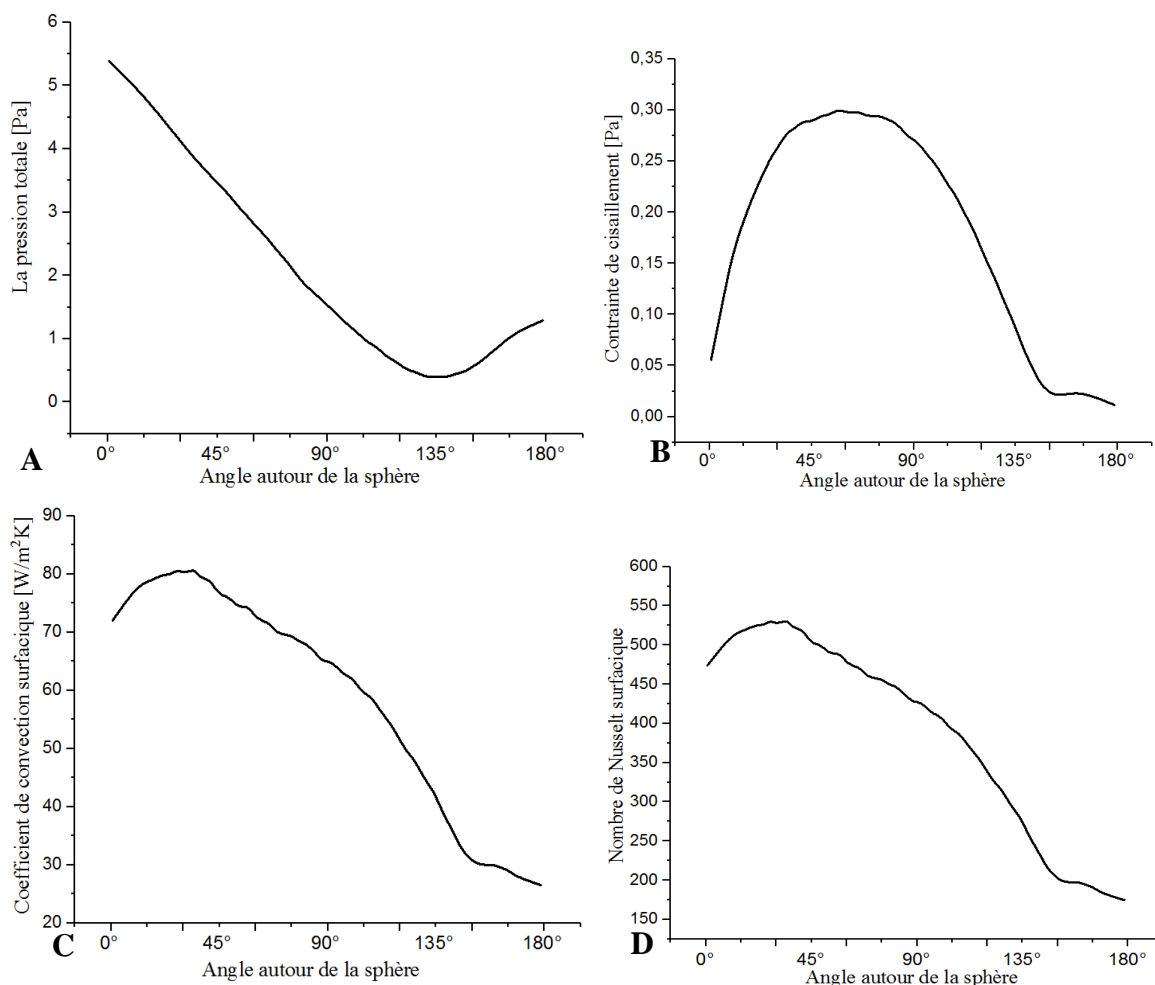 La pression totale [Pa]
6
5
4
3
2
1
0
0° 45° 90° 135° 180°
Angle autour de la sphère
A
Contrainte de cisaillement [Pa]
0,35
0,30
0,25
0,20
0,15
0,10
0,05
0,00
0° 45° 90° 135° 180°
Angle autour de la sphère
B
Coefficient de convection surfacique [W/m²K]
90
80
70
60
50
40
30
20
0° 45° 90° 135° 180°
Angle autour de la sphère
C
Nombre de Nusselt surfacique
600
550
500
450
400
350
300
250
200
150
0° 45° 90° 135° 180°
Angle autour de la sphère
D